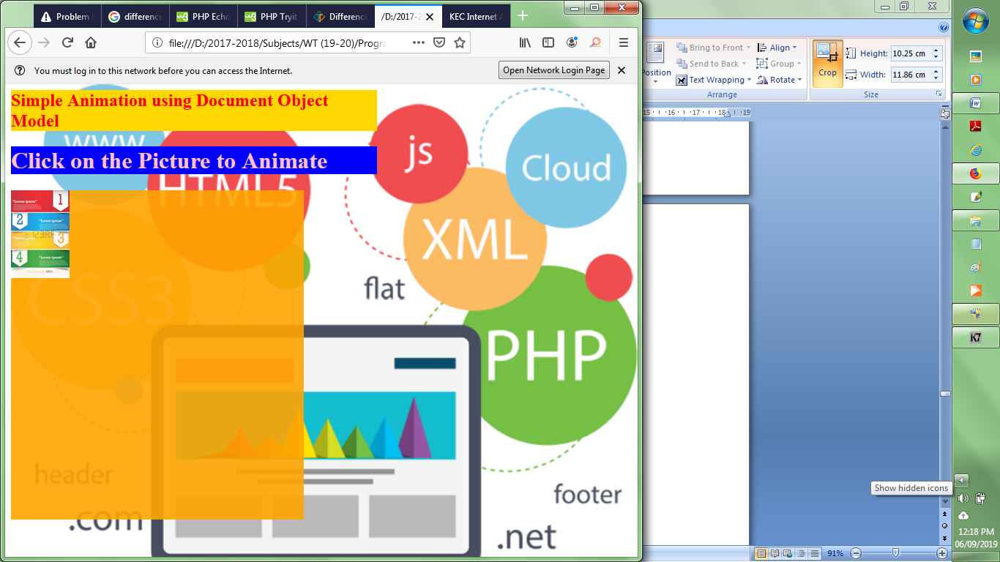 Problem
difference
PHP Echo
PHP Tryit
Difference
/D:/2017-2
KEC Internet A
file:///D:/2017-2018/Subjects/WT (19-20)/Progra
You must log in to this network before you can access the Internet.
Open Network Login Page
Simple Animation using Document Object
Model
Click on the Picture to Animate
WWW
HTML5
js
Cloud
XML
CSS3
flat
PHP
header
footer
.com
.net
"Lorem ipsum"
1
2
"Lorem ipsum"
123RF
3
4
"Lorem ipsum"
Position
Bring to Front
Send to Back
Text Wrapping
Align
Group
Rotate
Arrange
Crop
Height:
10.25 cm
Width:
11.86 cm
Size
15
16
17
18
19
Show hidden icons
91%
K7
12:18 PM
06/09/2019